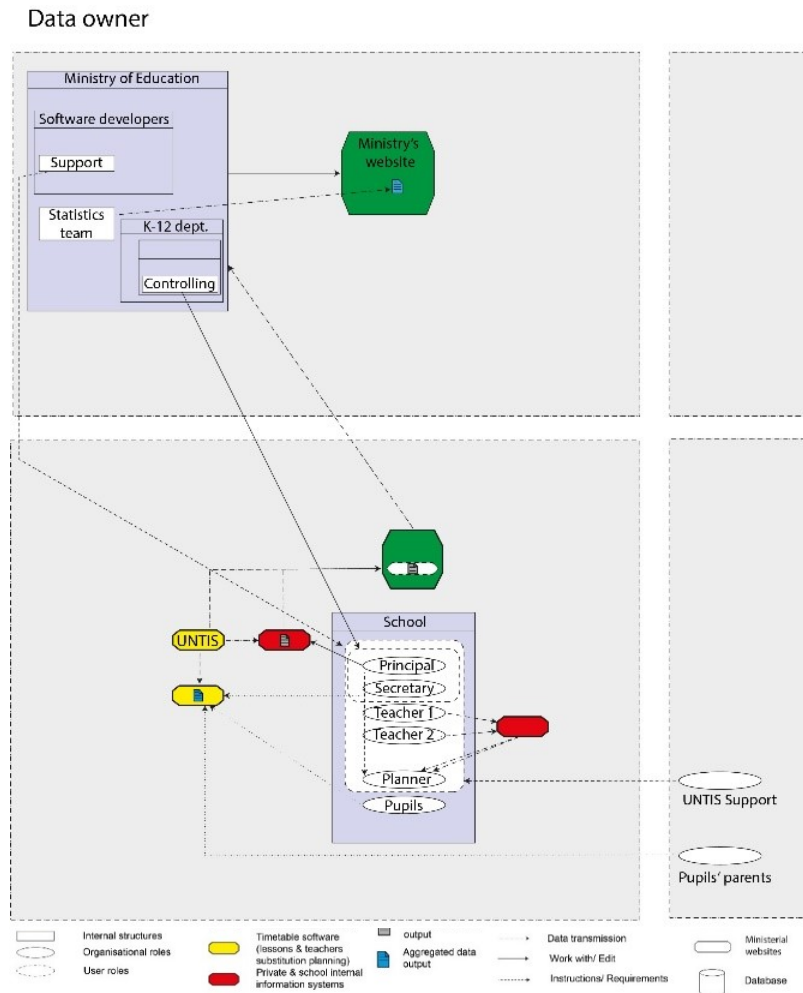 Data owner
Ministry of Education
Software developers
Support
Statistics
team
K-12 dept.
Controlling
Ministry's
website
School
UNTIS
Principal
Secretary
Teacher 1
Teacher 2
Planner
Pupils
UNTIS Support
Pupils‘ parents
Internal structures
Organisational roles
User roles
Timetable software
(lessons & teachers
substitution planning)
Private & school internal
information systems
output
Aggregated data
output
Data transmission
Work with/ Edit
Instructions/ Requirements
Ministerial
websites
Database